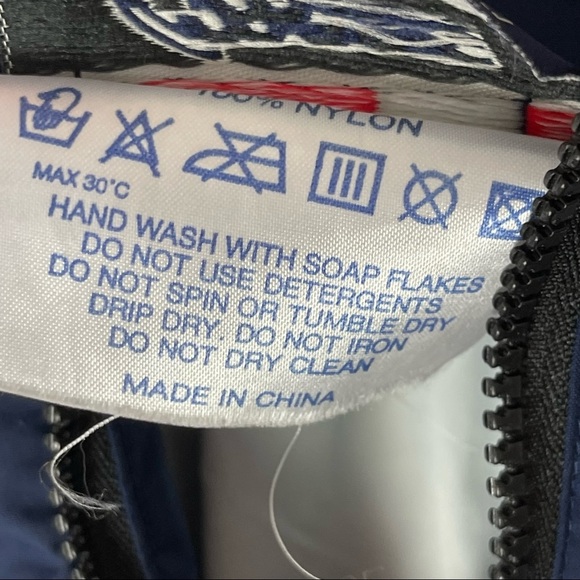 100% NYLON
MAX 30°C
HAND WASH WITH SOAP FLAKES
DO NOT USE DETERGENTS
DO NOT SPIN OR TUMBLE DRY
DRIP DRY. DO NOT IRON
DO NOT DRY CLEAN
MADE IN CHINA